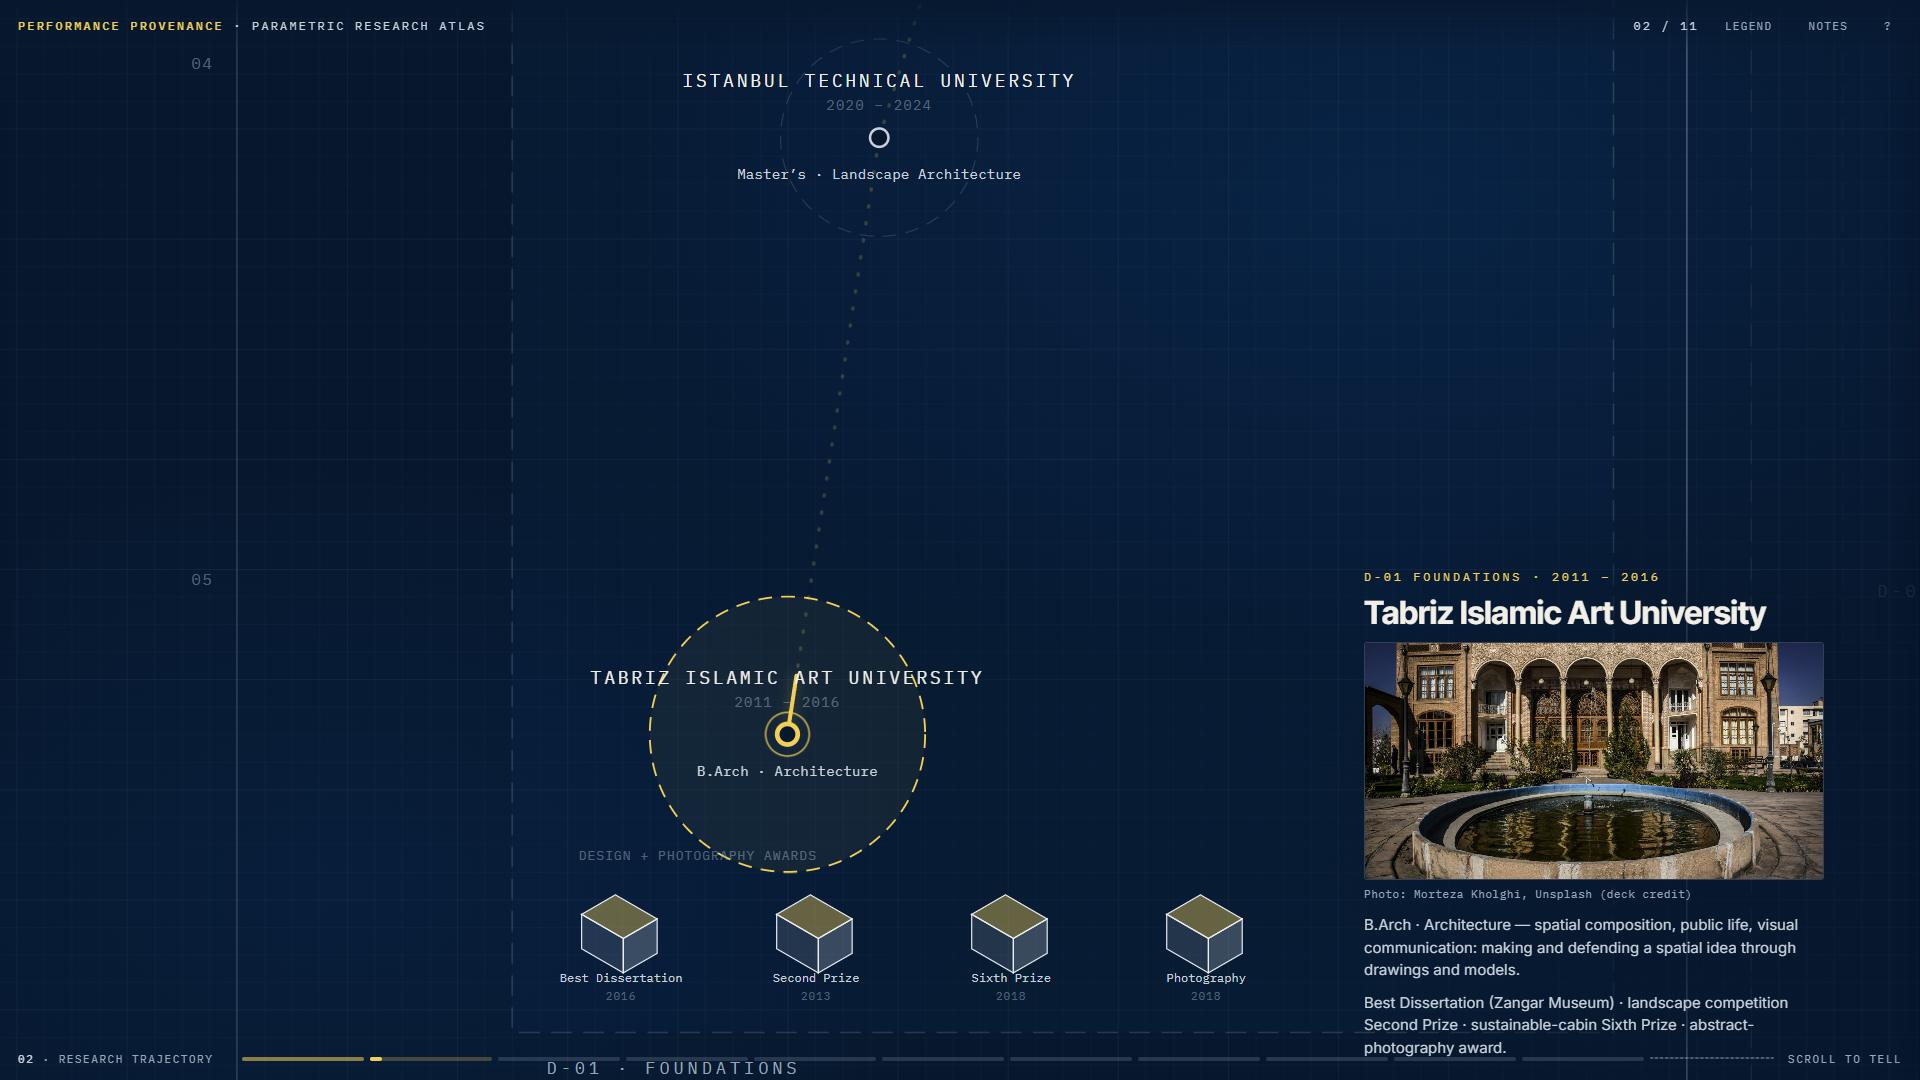 PERFORMANCE PROVENANCE · PARAMETRIC RESEARCH ATLAS
02 / 11 LEGEND NOTES ?
04
ISTANBUL TECHNICAL UNIVERSITY
2020 – 2024
Master’s · Landscape Architecture
05
TABRIZ ISLAMIC ART UNIVERSITY
2011 – 2016
B.Arch · Architecture
DESIGN + PHOTOGRAPHY AWARDS
Best Dissertation
2016
Second Prize
2013
Sixth Prize
2018
Photography
2018
D-01 FOUNDATIONS · 2011 – 2016
Tabriz Islamic Art University
Photo: Morteza Kholghi, Unsplash (deck credit)
B.Arch · Architecture — spatial composition, public life, visual
communication: making and defending a spatial idea through
drawings and models.
Best Dissertation (Zangar Museum) · landscape competition
Second Prize · sustainable-cabin Sixth Prize · abstract-
photography award.
02 · RESEARCH TRAJECTORY
SCROLL TO TELL
D-01 · FOUNDATIONS